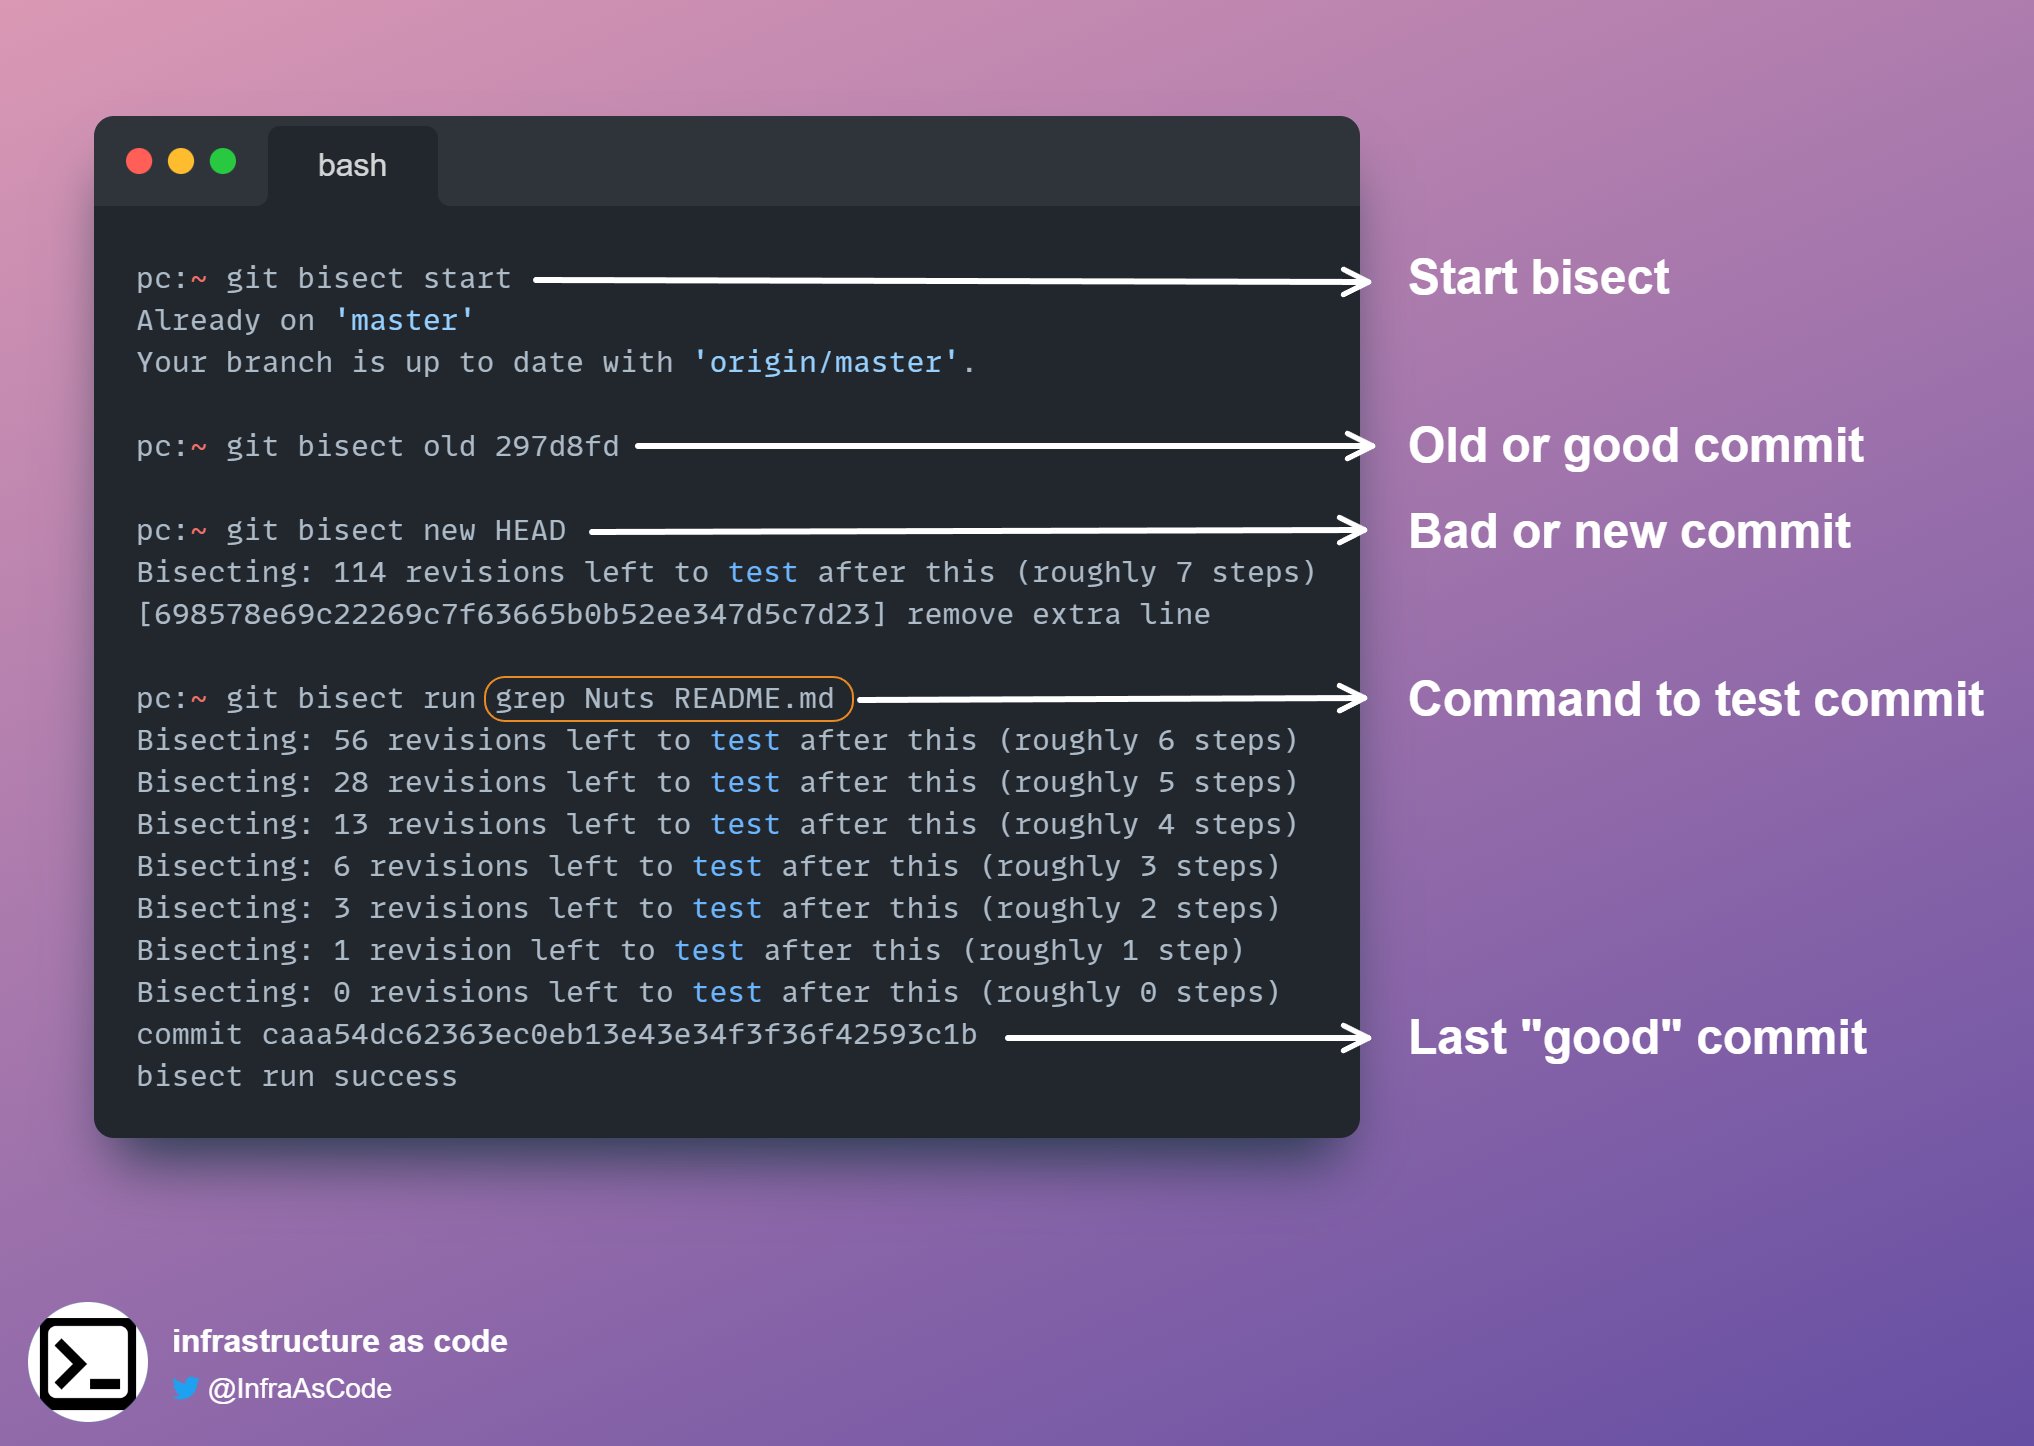 bash
pc:~ git bisect start
Start bisect
Already on 'master'
Your branch is up to date with 'origin/master'.
pc:~ git bisect old 297d8fd
Old or good commit
pc:~ git bisect new HEAD
Bad or new commit
Bisecting: 114 revisions left to test after this (roughly 7 steps)
[698578e69c22269c7f63665b0b52ee347d5c7d23] remove extra line
pc:~ git bisect run grep Nuts README.md
Command to test commit
Bisecting: 56 revisions left to test after this (roughly 6 steps)
Bisecting: 28 revisions left to test after this (roughly 5 steps)
Bisecting: 13 revisions left to test after this (roughly 4 steps)
Bisecting: 6 revisions left to test after this (roughly 3 steps)
Bisecting: 3 revisions left to test after this (roughly 2 steps)
Bisecting: 1 revision left to test after this (roughly 1 step)
Bisecting: 0 revisions left to test after this (roughly 0 steps)
commit caaa54dc62363ec0eb13e43e34f3f36f42593c1b
Last "good" commit
bisect run success
infrastructure as code
@InfraAsCode